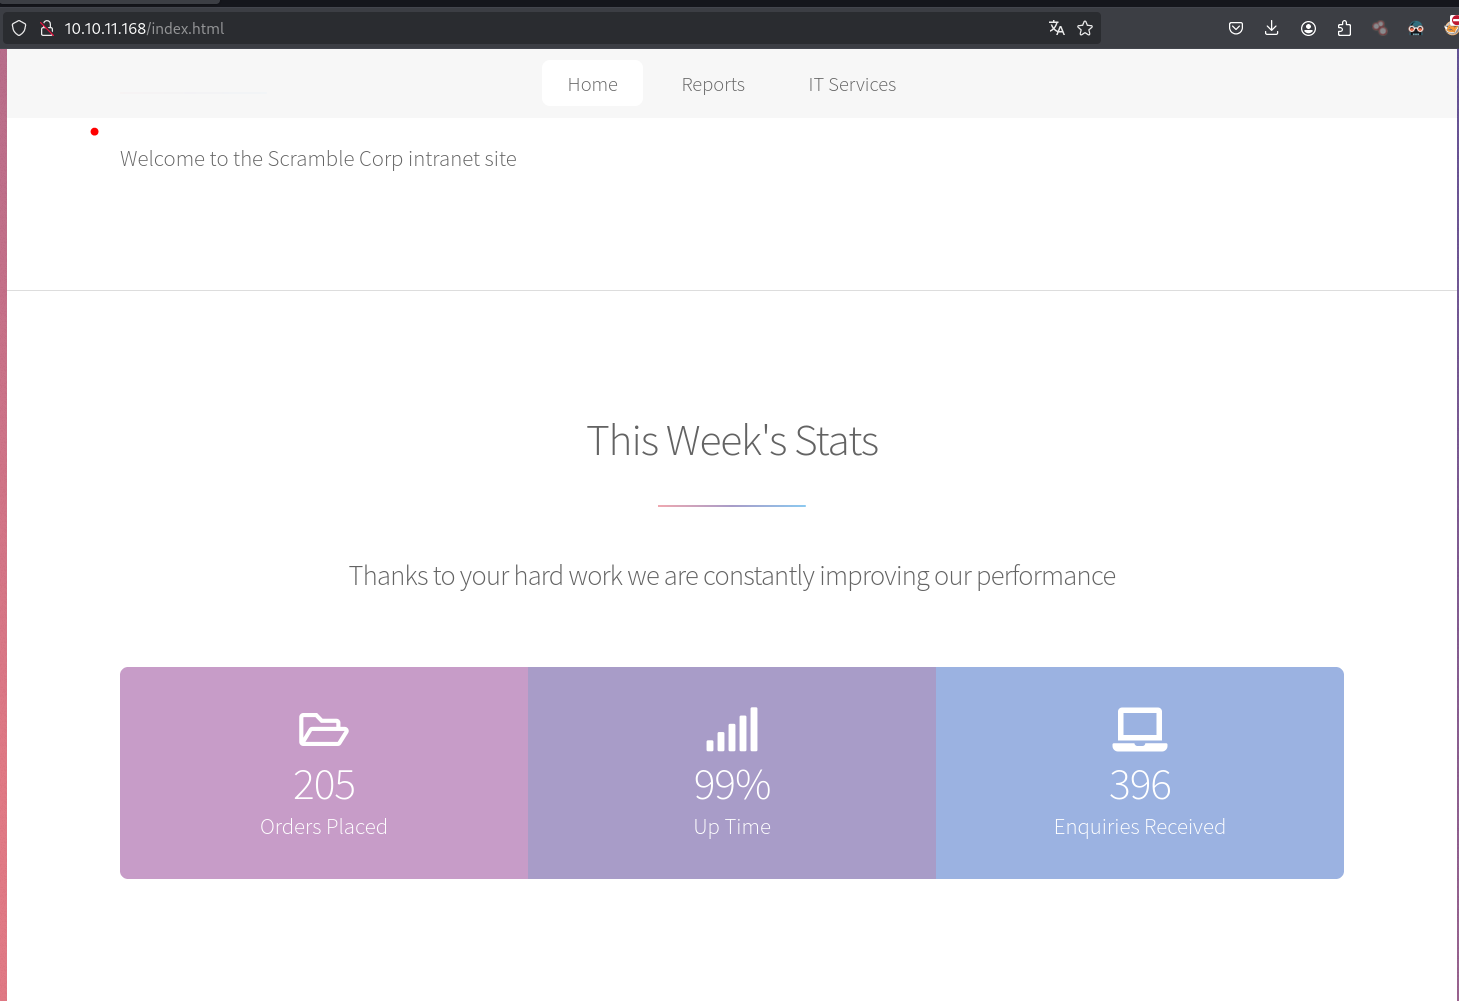 10.10.11.168/index.html
Home Reports IT Services
Welcome to the Scramble Corp intranet site
This Week's Stats
Thanks to your hard work we are constantly improving our performance
205 99% 396
Orders Placed Up Time Enquiries Received